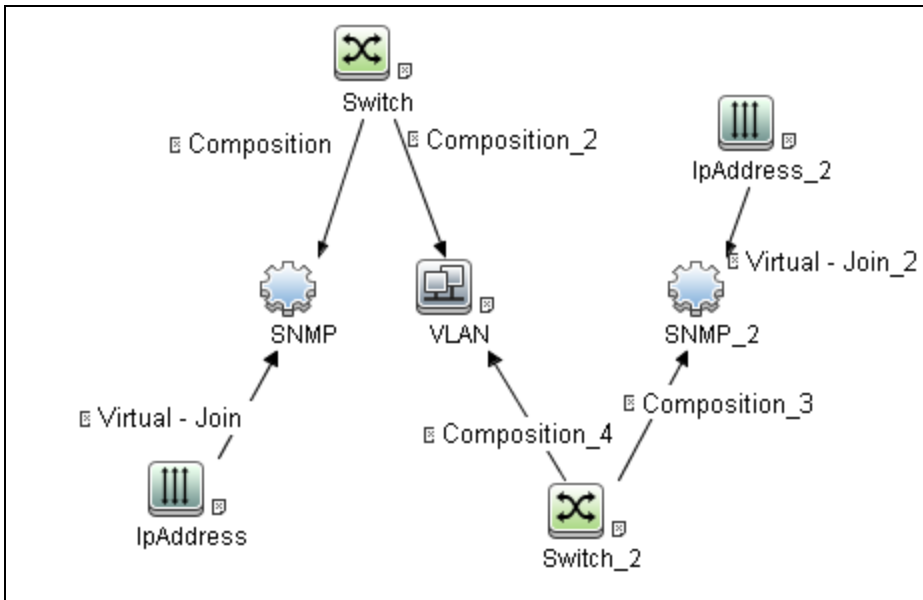 Switch
Composition
Composition_2
IpAddress_2
Virtual - Join_2
SNMP
VLAN
SNMP_2
Virtual - Join
Composition_4
Composition_3
IpAddress
Switch_2